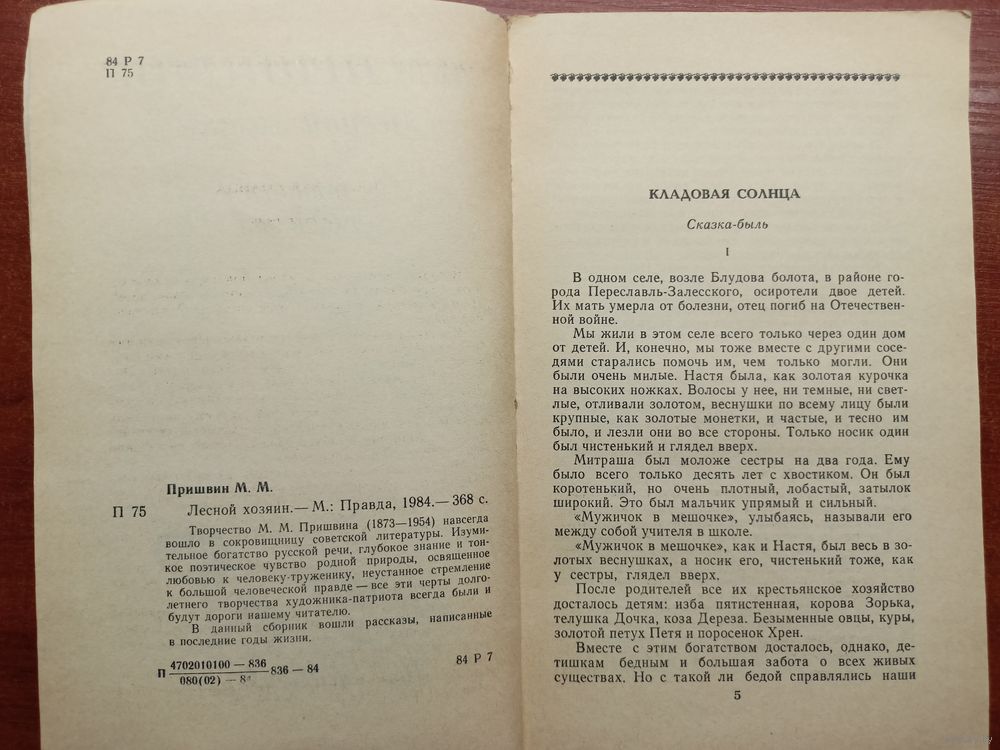 84 Р 7
П 75
Пришвин М. М.
П 75
Лесной хозяин.— М.: Правда, 1984.— 368 с.
Творчество М. М. Пришвина (1873—1954) навсегда
вошло в сокровищницу советской литературы. Изуми-
тельное богатство русской речи, глубокое знание и тон-
кое поэтическое чувство родной природы, освященное
любовью к человеку-труженику, неустанное стремление
к большой человеческой правде — все эти черты долго-
летнего творчества художника-патриота всегда были и
будут дороги нашему читателю.
В данный сборник вошли рассказы, написанные
в последние годы жизни.
П 4702010100 — 836
080(02) — 8
836 — 84
84 Р 7
КЛАДОВАЯ СОЛНЦА
Сказка-быль
I
В одном селе, возле Блудова болота, в районе го-
рода Переславль-Залесского, осиротели двое детей.
Их мать умерла от болезни, отец погиб на Отечествен-
ной войне.
Мы жили в этом селе всего только через один дом
от детей. И, конечно, мы тоже вместе с другими сосе-
дями старались помочь им, чем только могли. Они
были очень милые. Настя была, как золотая курочка
на высоких ножках. Волосы у нее, ни темные, ни свет-
лые, отливали золотом, веснушки по всему лицу были
крупные, как золотые монетки, и частые, и тесно им
было, и лезли они во все стороны. Только носик один
был чистенький и глядел вверх.
Митраша был моложе сестры на два года. Ему
было всего только десять лет с хвостиком. Он был
коротенький, но очень плотный, лобастый, затылок
широкий. Это был мальчик упрямый и сильный.
«Мужичок в мешочке», улыбаясь, называли его
между собой учителя в школе.
«Мужичок в мешочке», как и Настя, был весь в зо-
лотых веснушках, а носик его, чистенький тоже, как
у сестры, глядел вверх.
После родителей все их крестьянское хозяйство
досталось детям: изба пятистенная, корова Зорька,
телушка Дочка, коза Дереза. Безыменные овцы, куры,
золотой петух Петя и поросенок Хрен.
Вместе с этим богатством досталось, однако, де-
тишкам бедным и большая забота о всех живых
существах. Но с такой ли бедой справлялись наши
5